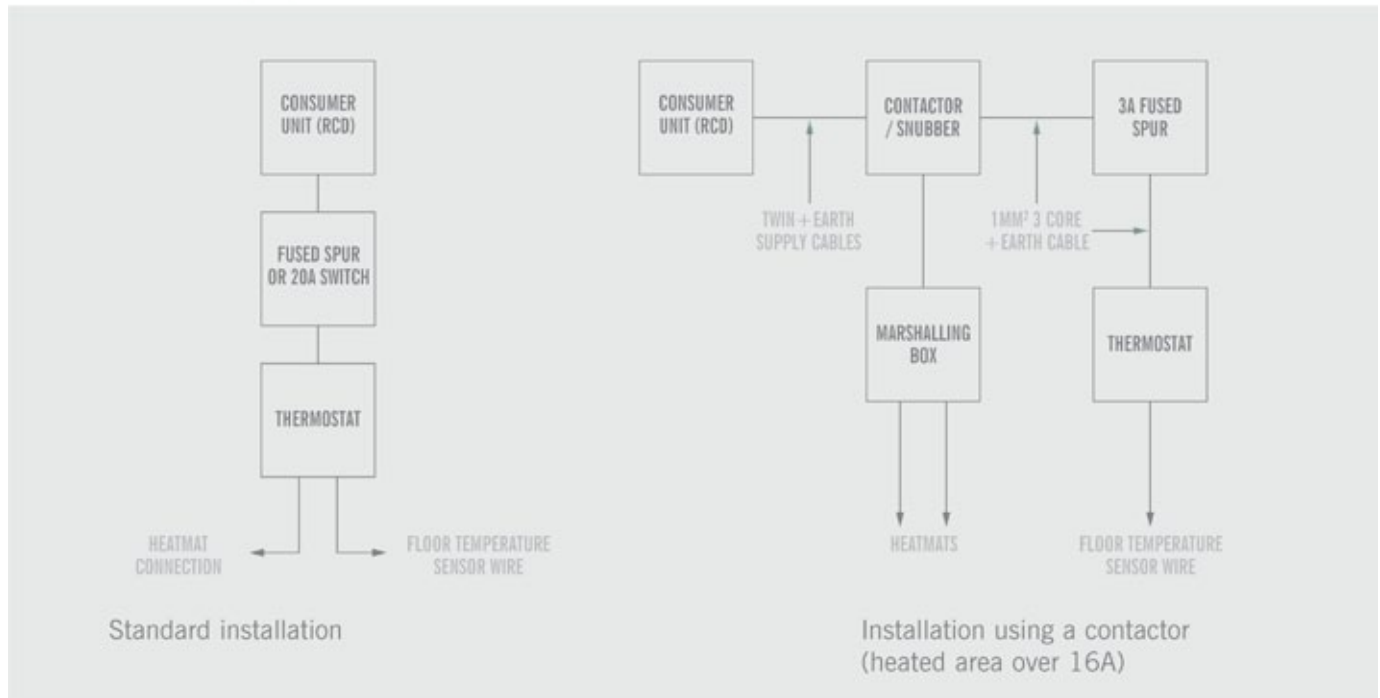 CONSUMER
UNIT (RCD)
FUSED SPUR
OR 20A SWITCH
THERMOSTAT
HEATMAT
CONNECTION
FLOOR TEMPERATURE
SENSOR WIRE
Standard installation
CONSUMER
UNIT (RCD)
CONTACTOR
/ SNUBBER
3A FUSED
SPUR
TWIN + EARTH
SUPPLY CABLES
1MM² 3 CORE
+ EARTH CABLE
MARSHALLING
BOX
THERMOSTAT
HEATMATS
FLOOR TEMPERATURE
SENSOR WIRE
Installation using a contactor
(heated area over 16A)